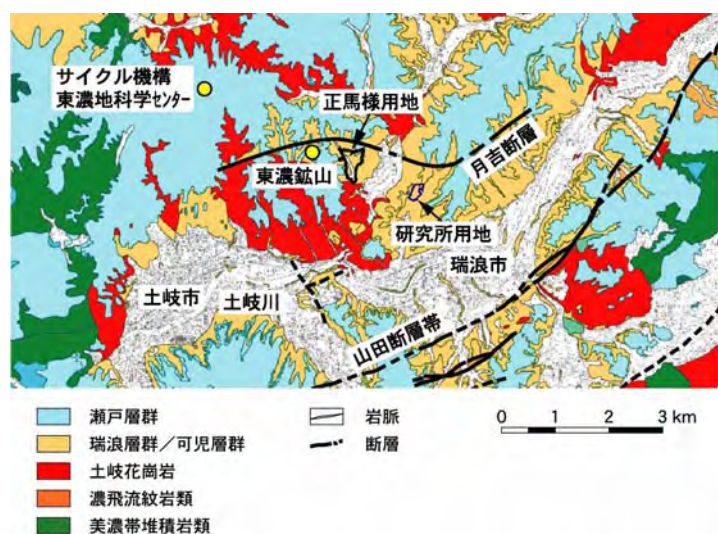 サイクル機構
東濃地科学センター
正馬様用地
月吉断層
東濃鉱山
研究所用地
瑞浪市
土岐市
土岐川
山田断層帯
瀬戸層群
瑞浪層群／可児層群
土岐花崗岩
濃飛流紋岩類
美濃帯堆積岩類
岩脈
断層
0 1 2 3 km